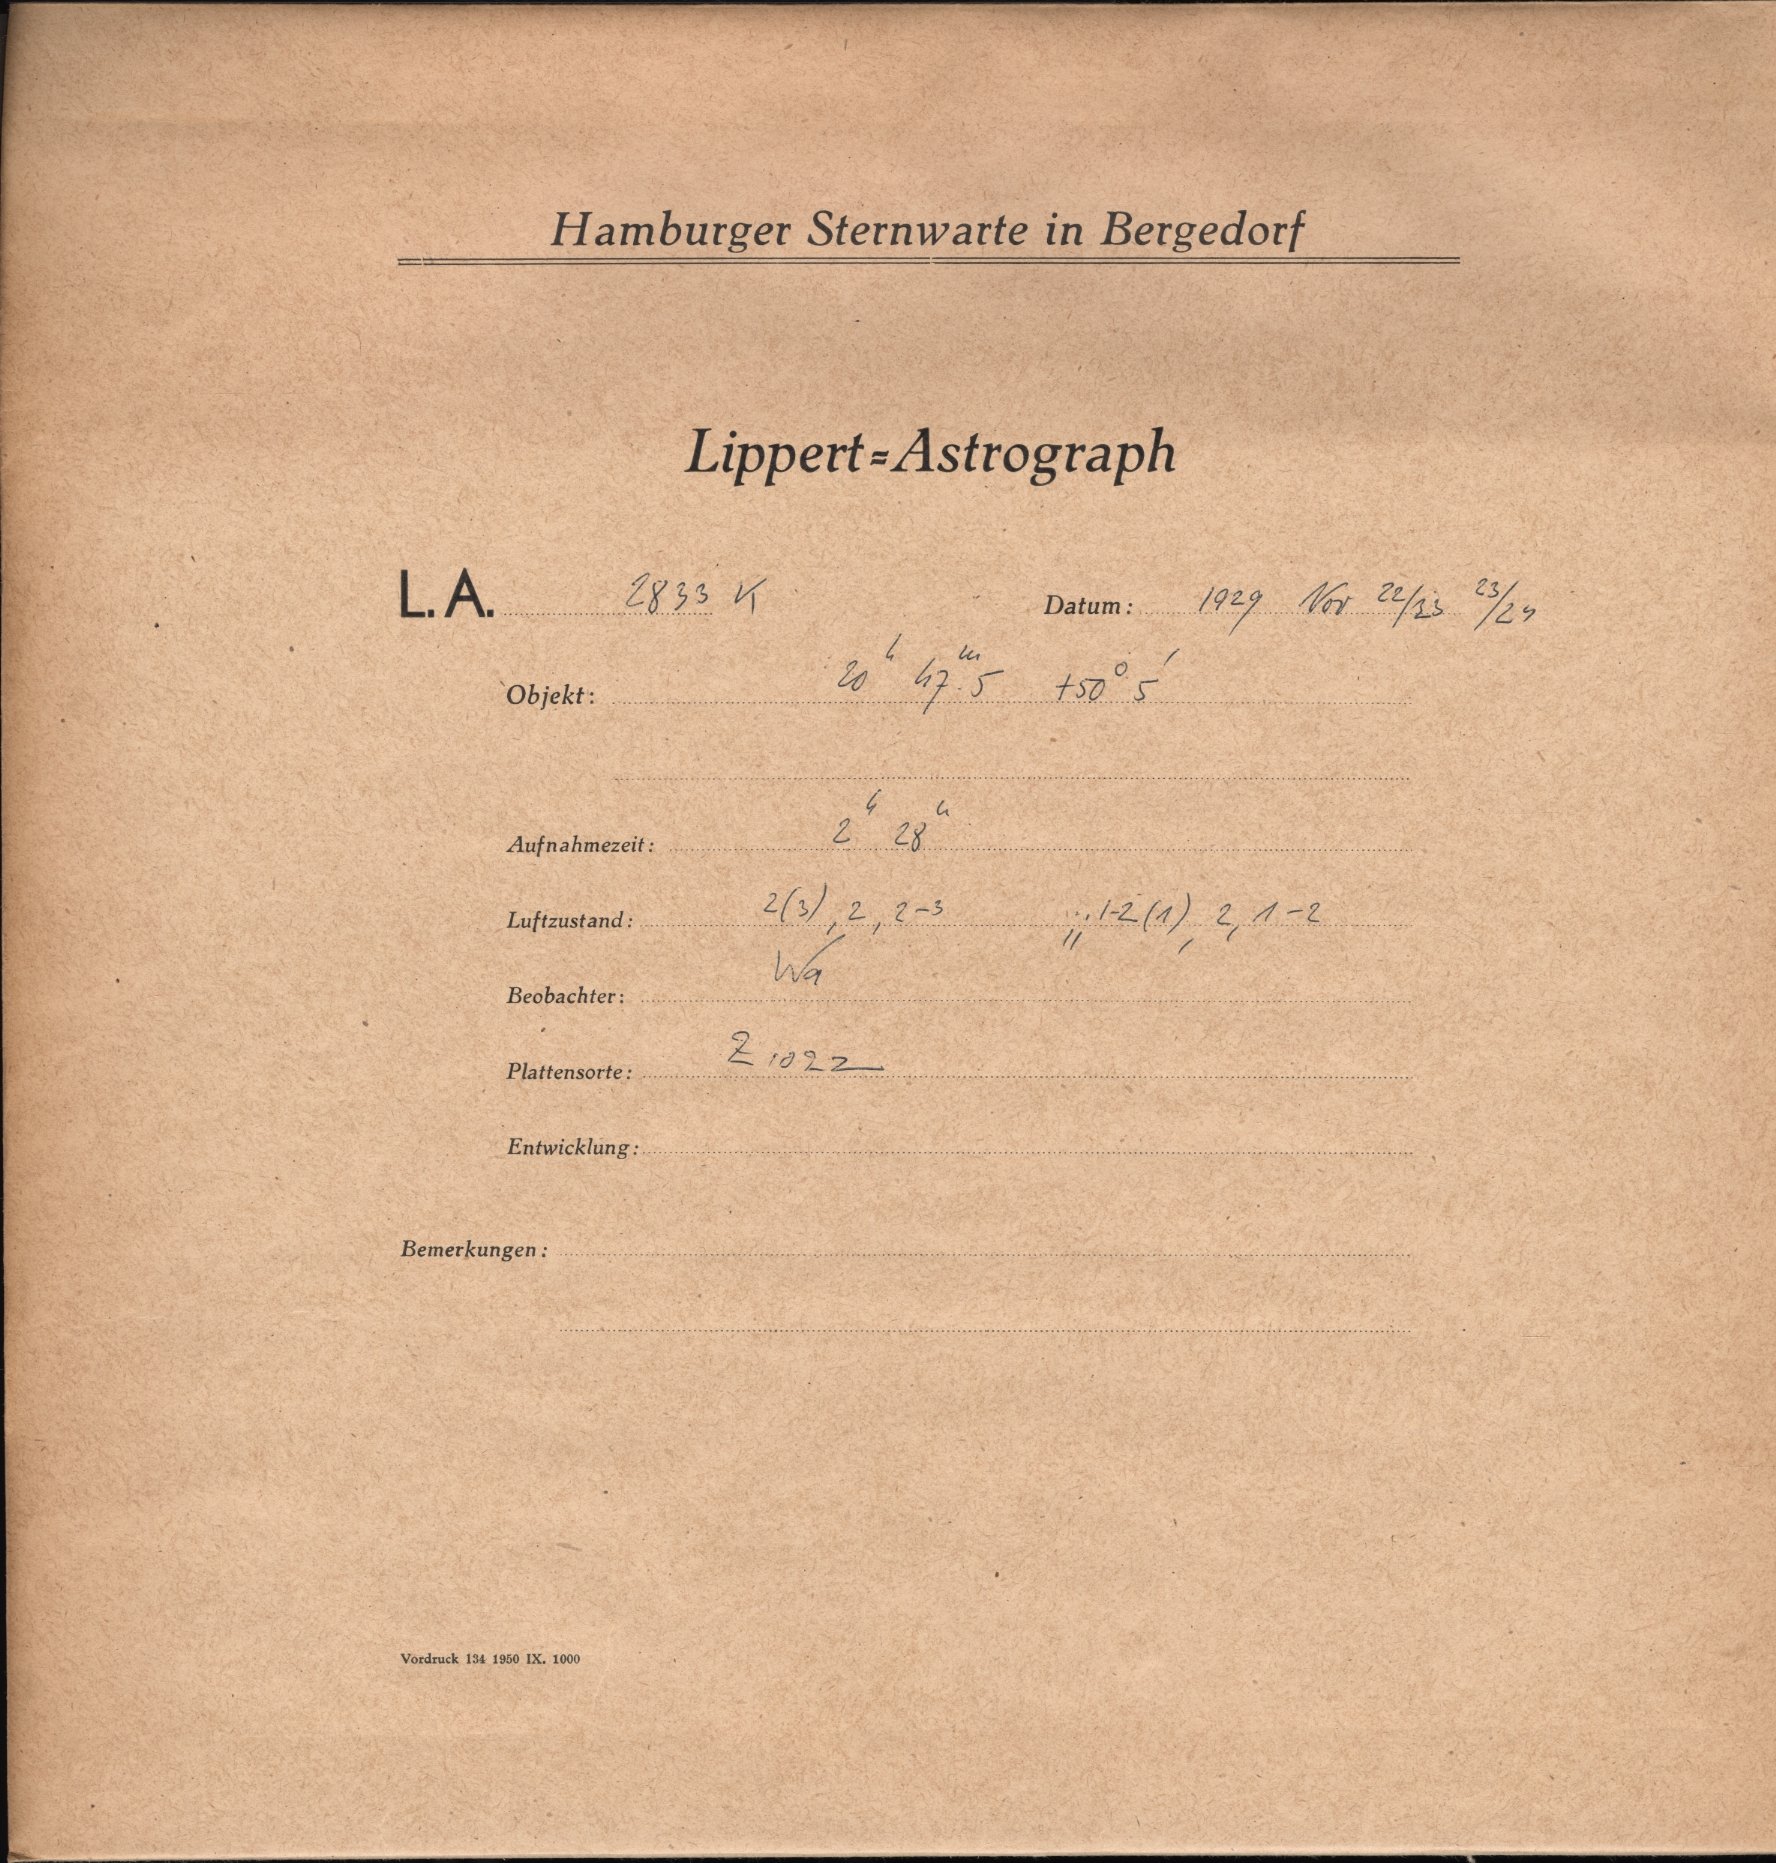 Hamburger Sternwarte in Bergedorf
Lippert=Astrograph
L. A. 2833 K Datum: 1929 Nov 22/23 23/24
Objekt: 20h 47m.5 +50° 5′
Aufnahmezeit: 2h 28m
Luftzustand: 2(3), 2, 2-3 ;, 1-2(1), 2, 1-2
Beobachter: Wa
Plattensorte: Z 1022
Entwicklung:
Bemerkungen:
Vordruck 134 1950 IX. 1000